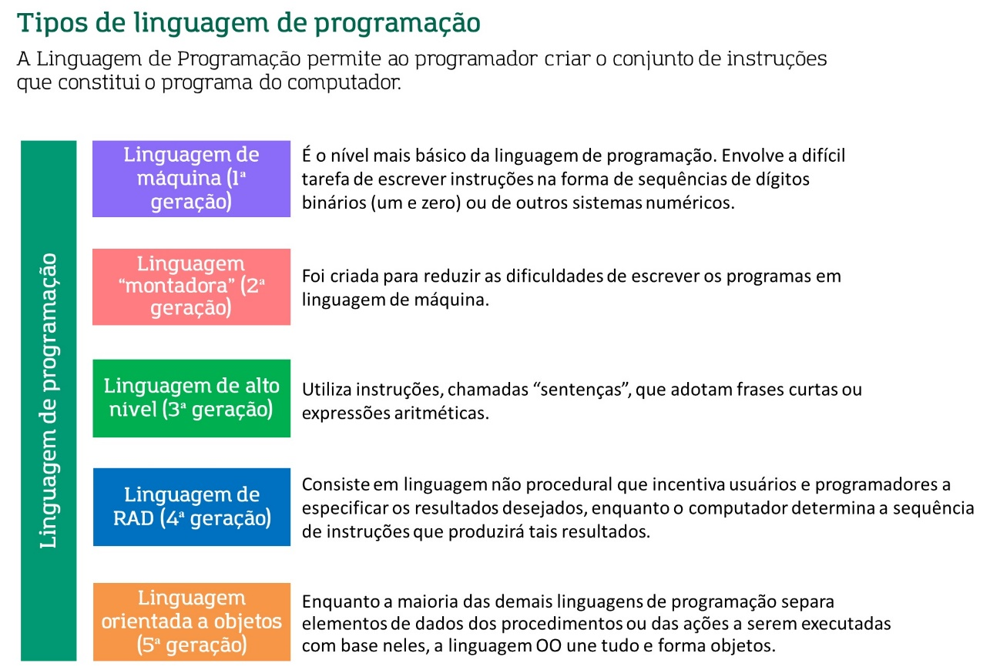 Tipos de linguagem de programação
A Linguagem de Programação permite ao programador criar o conjunto de instruções
que constitui o programa do computador.
Linguagem de programação
Linguagem de
máquina (1ª
geração)
É o nível mais básico da linguagem de programação. Envolve a difícil
tarefa de escrever instruções na forma de sequências de dígitos
binários (um e zero) ou de outros sistemas numéricos.
Linguagem
“montadora” (2ª
geração)
Foi criada para reduzir as dificuldades de escrever os programas em
linguagem de máquina.
Linguagem de alto
nível (3ª geração)
Utiliza instruções, chamadas “sentenças”, que adotam frases curtas ou
expressões aritméticas.
Linguagem de
RAD (4ª geração)
Consiste em linguagem não procedural que incentiva usuários e programadores a
especificar os resultados desejados, enquanto o computador determina a sequência
de instruções que produzirá tais resultados.
Linguagem
orientada a objetos
(5ª geração)
Enquanto a maioria das demais linguagens de programação separa
elementos de dados dos procedimentos ou das ações a serem executadas
com base neles, a linguagem OO une tudo e forma objetos.